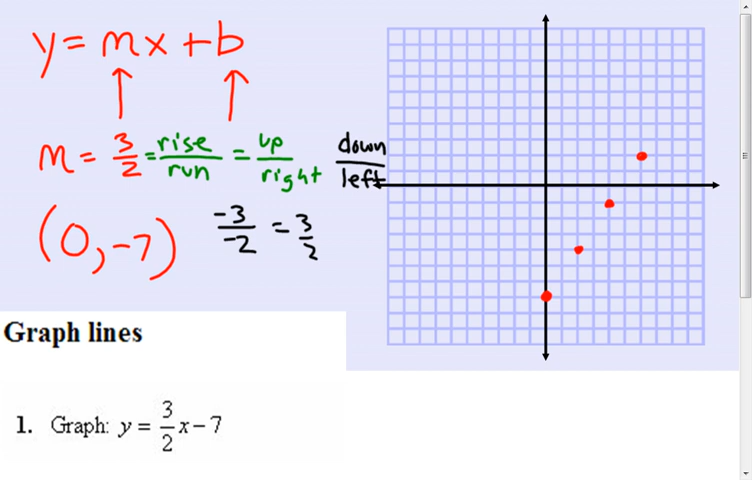 y = mx + b
m = 3/2 = rise/run = up/right down/left
(0, -7) -3/-2 = 3/2
Graph lines
1. Graph: y = 3/2 x - 7